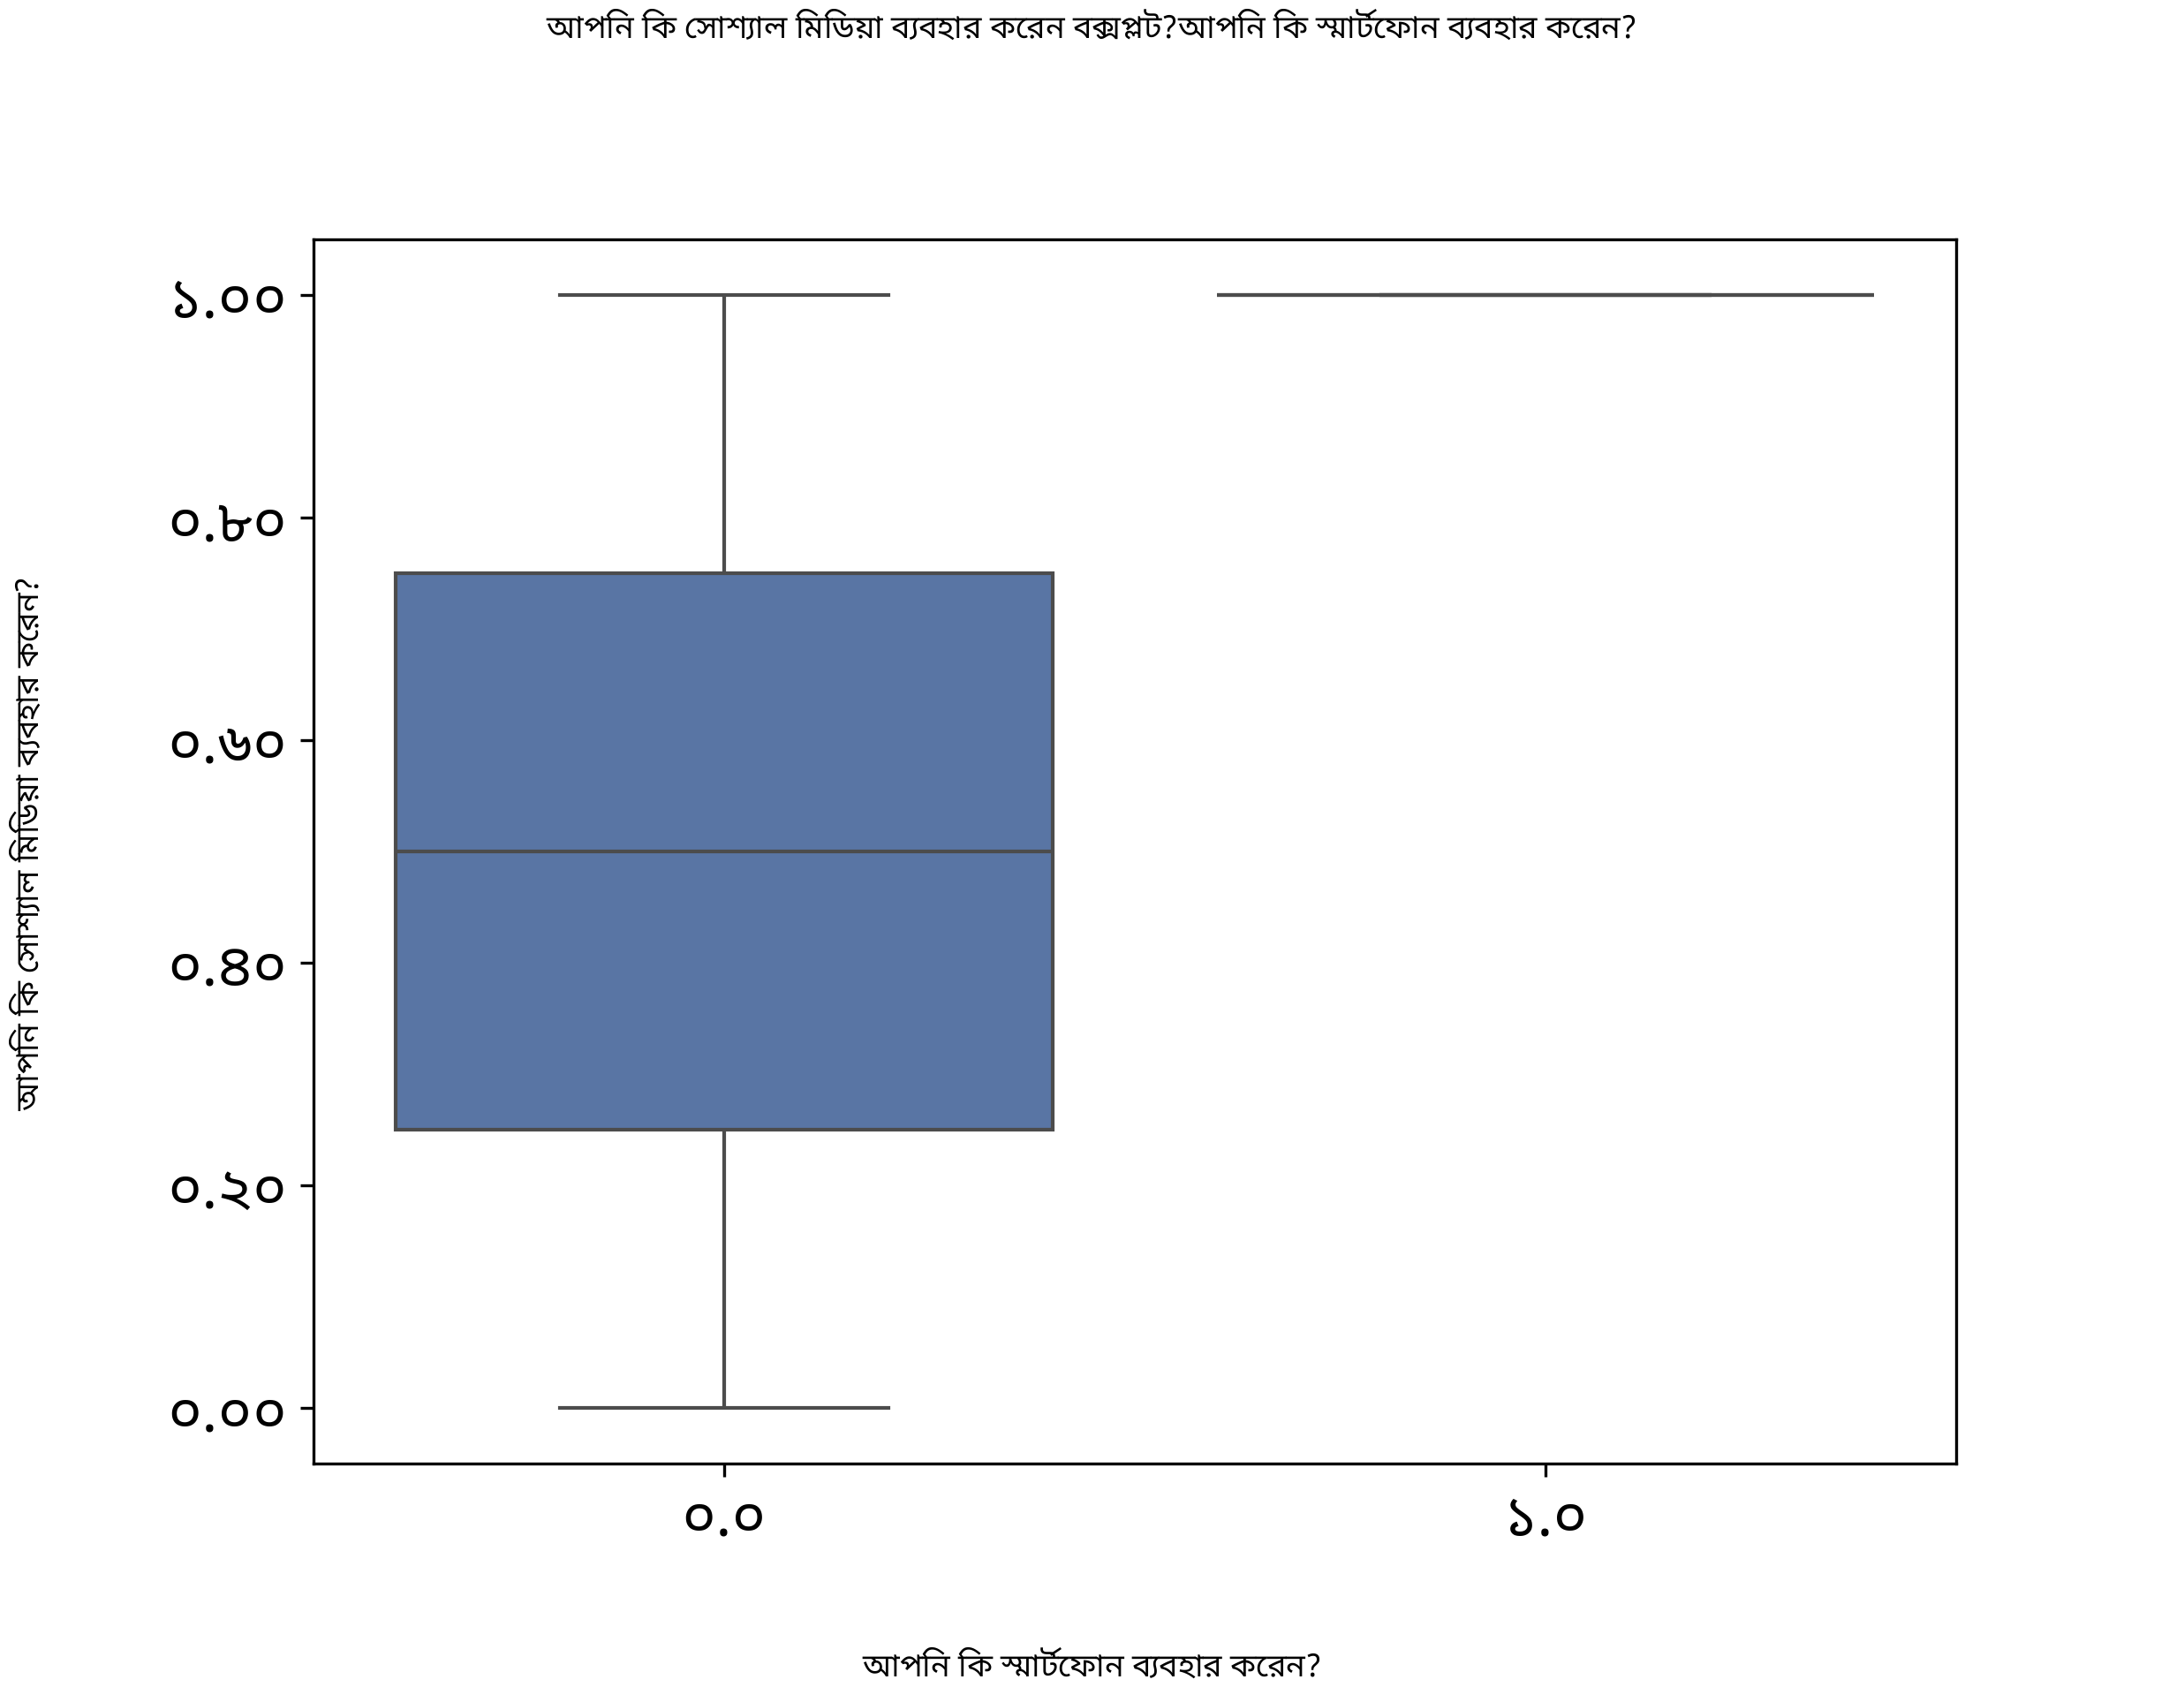 আপনি কি সোশ্যাল মিডিয়া ব্যবহার করেন বক্সপ্লট?আপনি কি স্মার্টফোন ব্যবহার করেন?
১.০০
০.৮০
০.৬০
০.৪০
০.২০
০.০০
আপনি কি সোশ্যাল মিডিয়া ব্যবহার করেন?
০.০ ১.০
আপনি কি স্মার্টফোন ব্যবহার করেন?